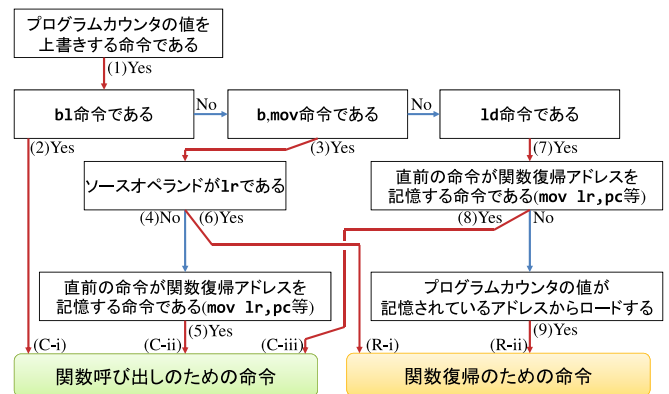 プログラムカウンタの値を
上書きする命令である
(1)Yes
bl命令である
No
b,mov命令である
No
ld命令である
(2)Yes
(3)Yes
(7)Yes
ソースオペランドがlrである
直前の命令が関数復帰アドレスを
記憶する命令である(mov lr,pc等)
(4)No
(6)Yes
(8)Yes
No
直前の命令が関数復帰アドレスを
記憶する命令である(mov lr,pc等)
プログラムカウンタの値が
記憶されているアドレスからロードする
(5)Yes
(9)Yes
(C-i)
(C-ii)
(C-iii)
(R-i)
(R-ii)
関数呼び出しのための命令
関数復帰のための命令